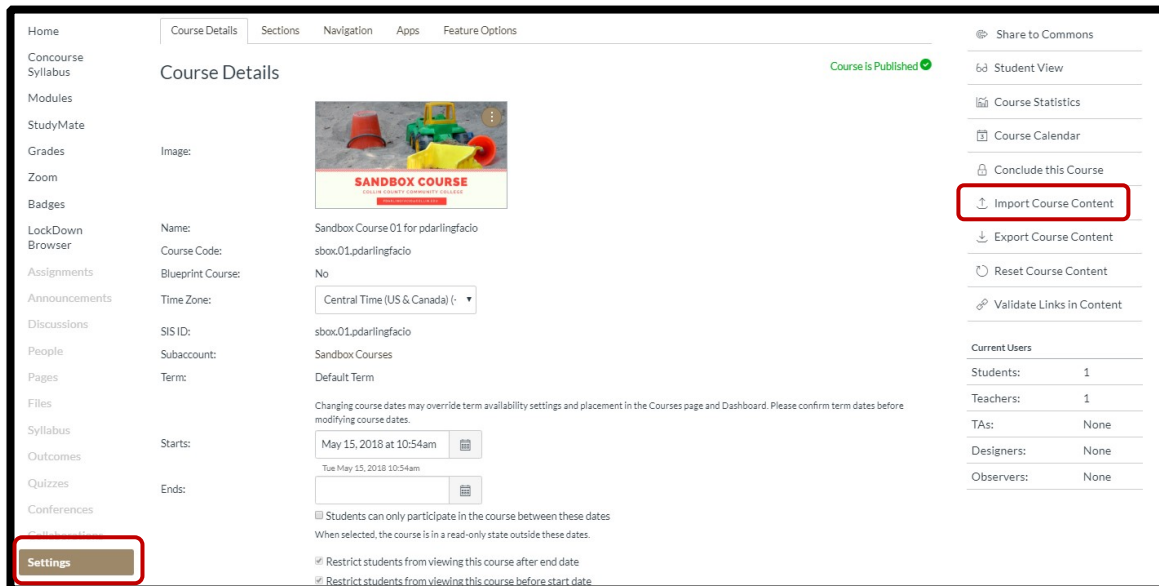 Home
Concourse
Syllabus
Modules
StudyMate
Grades
Zoom
Badges
LockDown
Browser
Assignments
Announcements
Discussions
People
Pages
Files
Syllabus
Outcomes
Quizzes
Conferences
Collaborations
Settings
Course Details Sections Navigation Apps Feature Options
Course Details
Course is Published
Image:
SANDBOX COURSE
COLLIN COUNTY COMMUNITY COLLEGE
Name: Sandbox Course 01 for pdarlingfacio
Course Code: sbox.01.pdarlingfacio
Blueprint Course: No
Time Zone: Central Time (US & Canada) (-
SIS ID: sbox.01.pdarlingfacio
Subaccount: Sandbox Courses
Term: Default Term
Changing course dates may override term availability settings and placement in the Courses page and Dashboard. Please confirm term dates before
modifying course dates.
Starts: May 15, 2018 at 10:54am
Tue May 15, 2018 10:54am
Ends:
Students can only participate in the course between these dates
When selected, the course is in a read-only state outside these dates.
Restrict students from viewing this course after end date
Restrict students from viewing this course before start date
Share to Commons
Student View
Course Statistics
Course Calendar
Conclude this Course
Import Course Content
Export Course Content
Reset Course Content
Validate Links in Content
Current Users
Students: 1
Teachers: 1
TAs: None
Designers: None
Observers: None